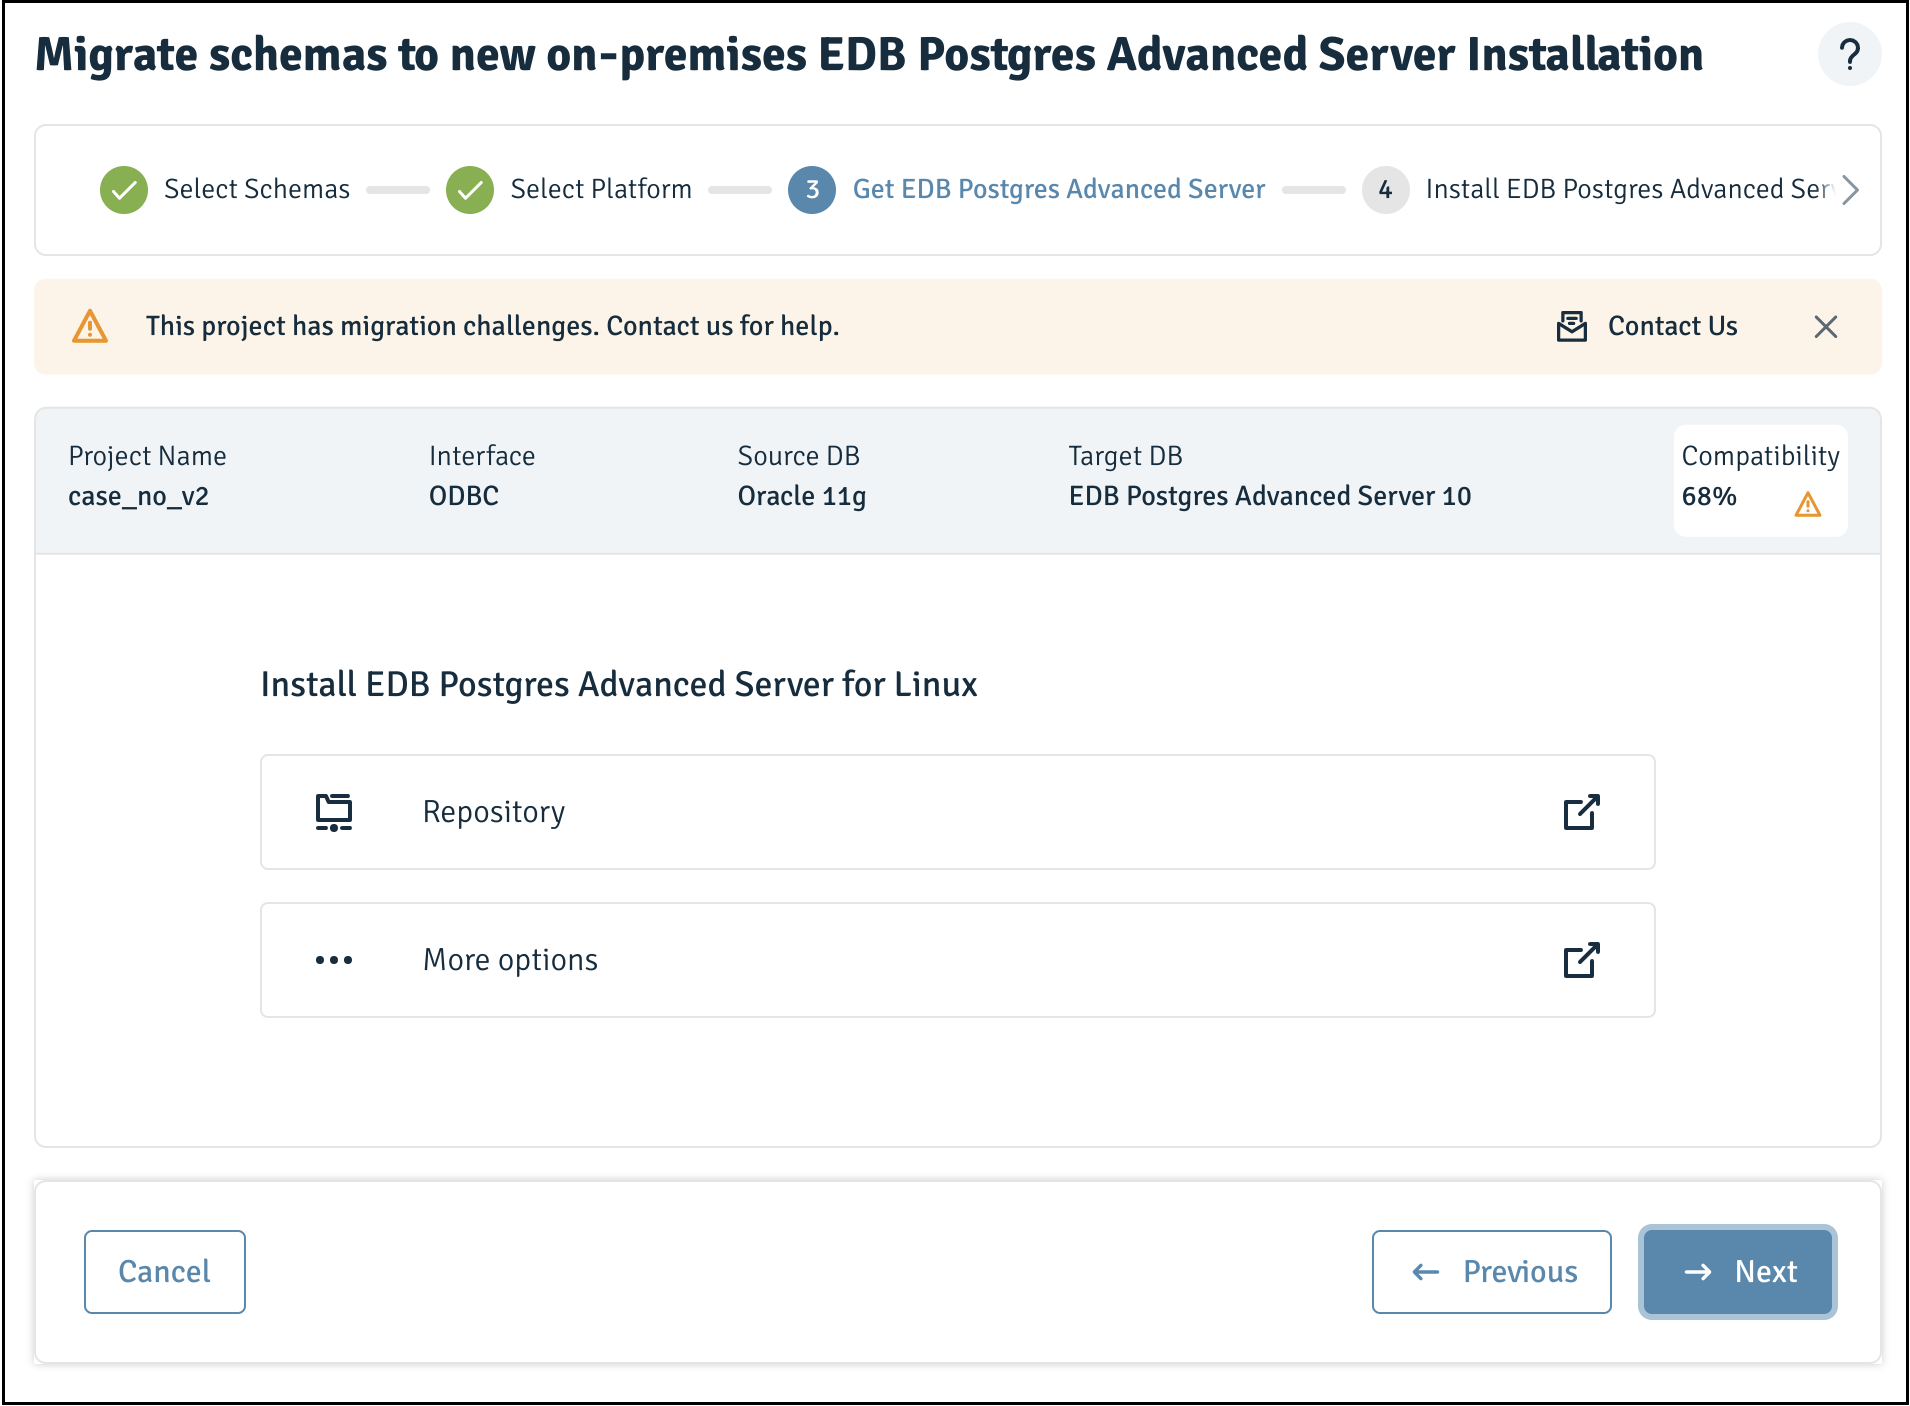 Migrate schemas to new on-premises EDB Postgres Advanced Server Installation
?
Select Schemas
Select Platform
3 Get EDB Postgres Advanced Server
4 Install EDB Postgres Advanced Ser
This project has migration challenges. Contact us for help.
Contact Us
Project Name
case_no_v2
Interface
ODBC
Source DB
Oracle 11g
Target DB
EDB Postgres Advanced Server 10
Compatibility
68%
Install EDB Postgres Advanced Server for Linux
Repository
More options
Cancel
Previous
Next